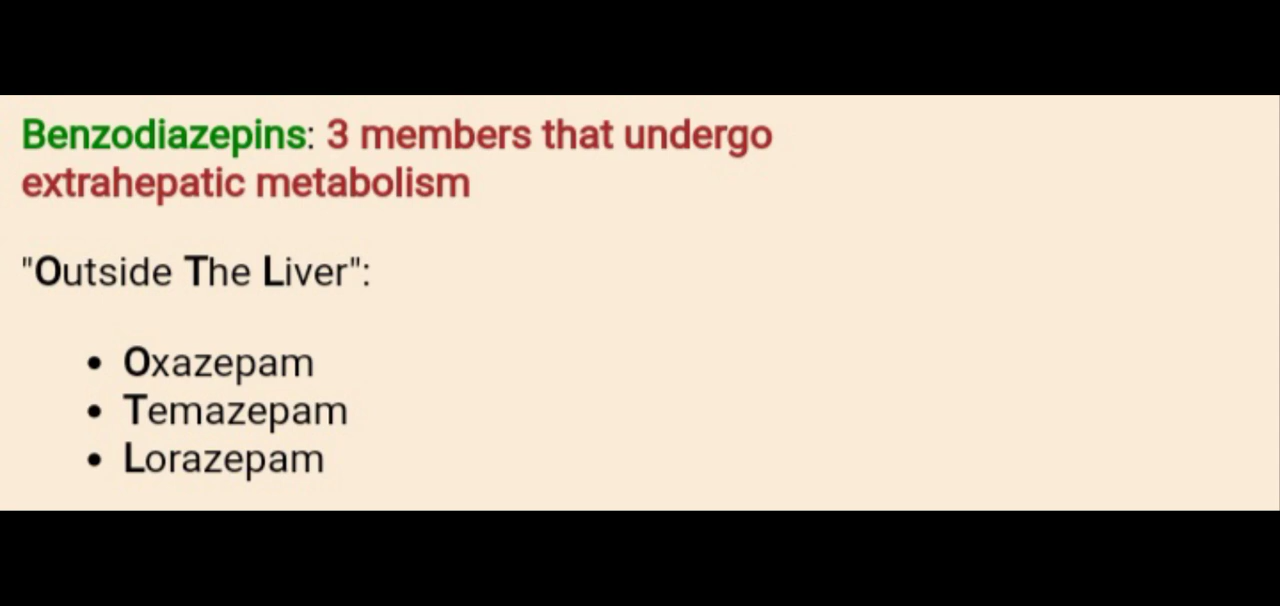 Benzodiazepins: 3 members that undergo
extrahepatic metabolism
"Outside The Liver":
• Oxazepam
• Temazepam
• Lorazepam